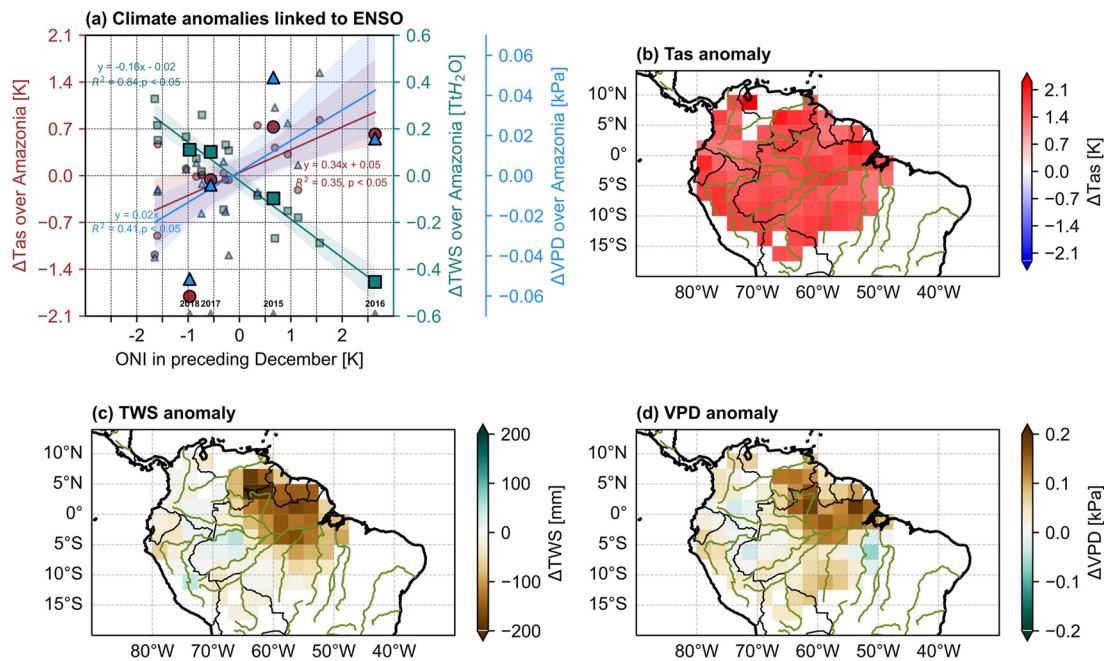 (a) Climate anomalies linked to ENSO
2.1
1.4
0.7
0.0
−0.7
−1.4
−2.1
ΔTas over Amazonia [K]
y = -0.16x - 0.02
R² = 0.84,p < 0.05
y = 0.34x + 0.05
R² = 0.35, p < 0.05
y = 0.02x
R² = 0.41,p < 0.05
2018
2017
2015
2016
-2
-1
0
1
2
ONI in preceding December [K]
0.6
0.4
0.2
0.0
−0.2
−0.4
−0.6
ΔTWS over Amazonia [TtH₂O]
0.06
0.04
0.02
0.00
−0.02
−0.04
−0.06
ΔVPD over Amazonia [kPa]
(b) Tas anomaly
10°N
5°N
0°
5°S
10°S
15°S
80°W 70°W 60°W 50°W 40°W
2.1
1.4
0.7
0.0
−0.7
−1.4
−2.1
ΔTas [K]
(c) TWS anomaly
10°N
5°N
0°
5°S
10°S
15°S
80°W 70°W 60°W 50°W 40°W
200
100
0
−100
−200
ΔTWS [mm]
(d) VPD anomaly
10°N
5°N
0°
5°S
10°S
15°S
80°W 70°W 60°W 50°W 40°W
0.2
0.1
0.0
−0.1
−0.2
ΔVPD [kPa]